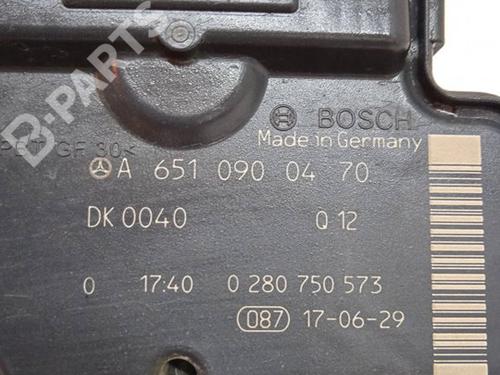 B-PARTS
BOSCH
PBT GF 30<
Made in Germany
A 651 090 04 70
DK 0040 Q 12
0 17:40 0 280 750 573
087 17-06-29